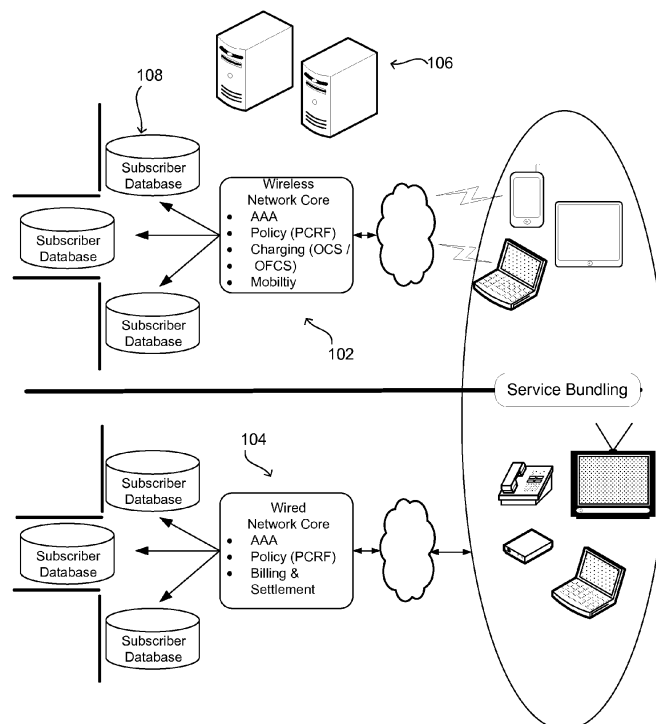 106
108
Subscriber
Database
Subscriber
Database
Subscriber
Database
Wireless
Network Core
• AAA
• Policy (PCRF)
• Charging (OCS /
• OFCS)
• Mobiltiy
102
Service Bundling
104
Subscriber
Database
Subscriber
Database
Subscriber
Database
Wired
Network Core
• AAA
• Policy (PCRF)
• Billing &
Settlement